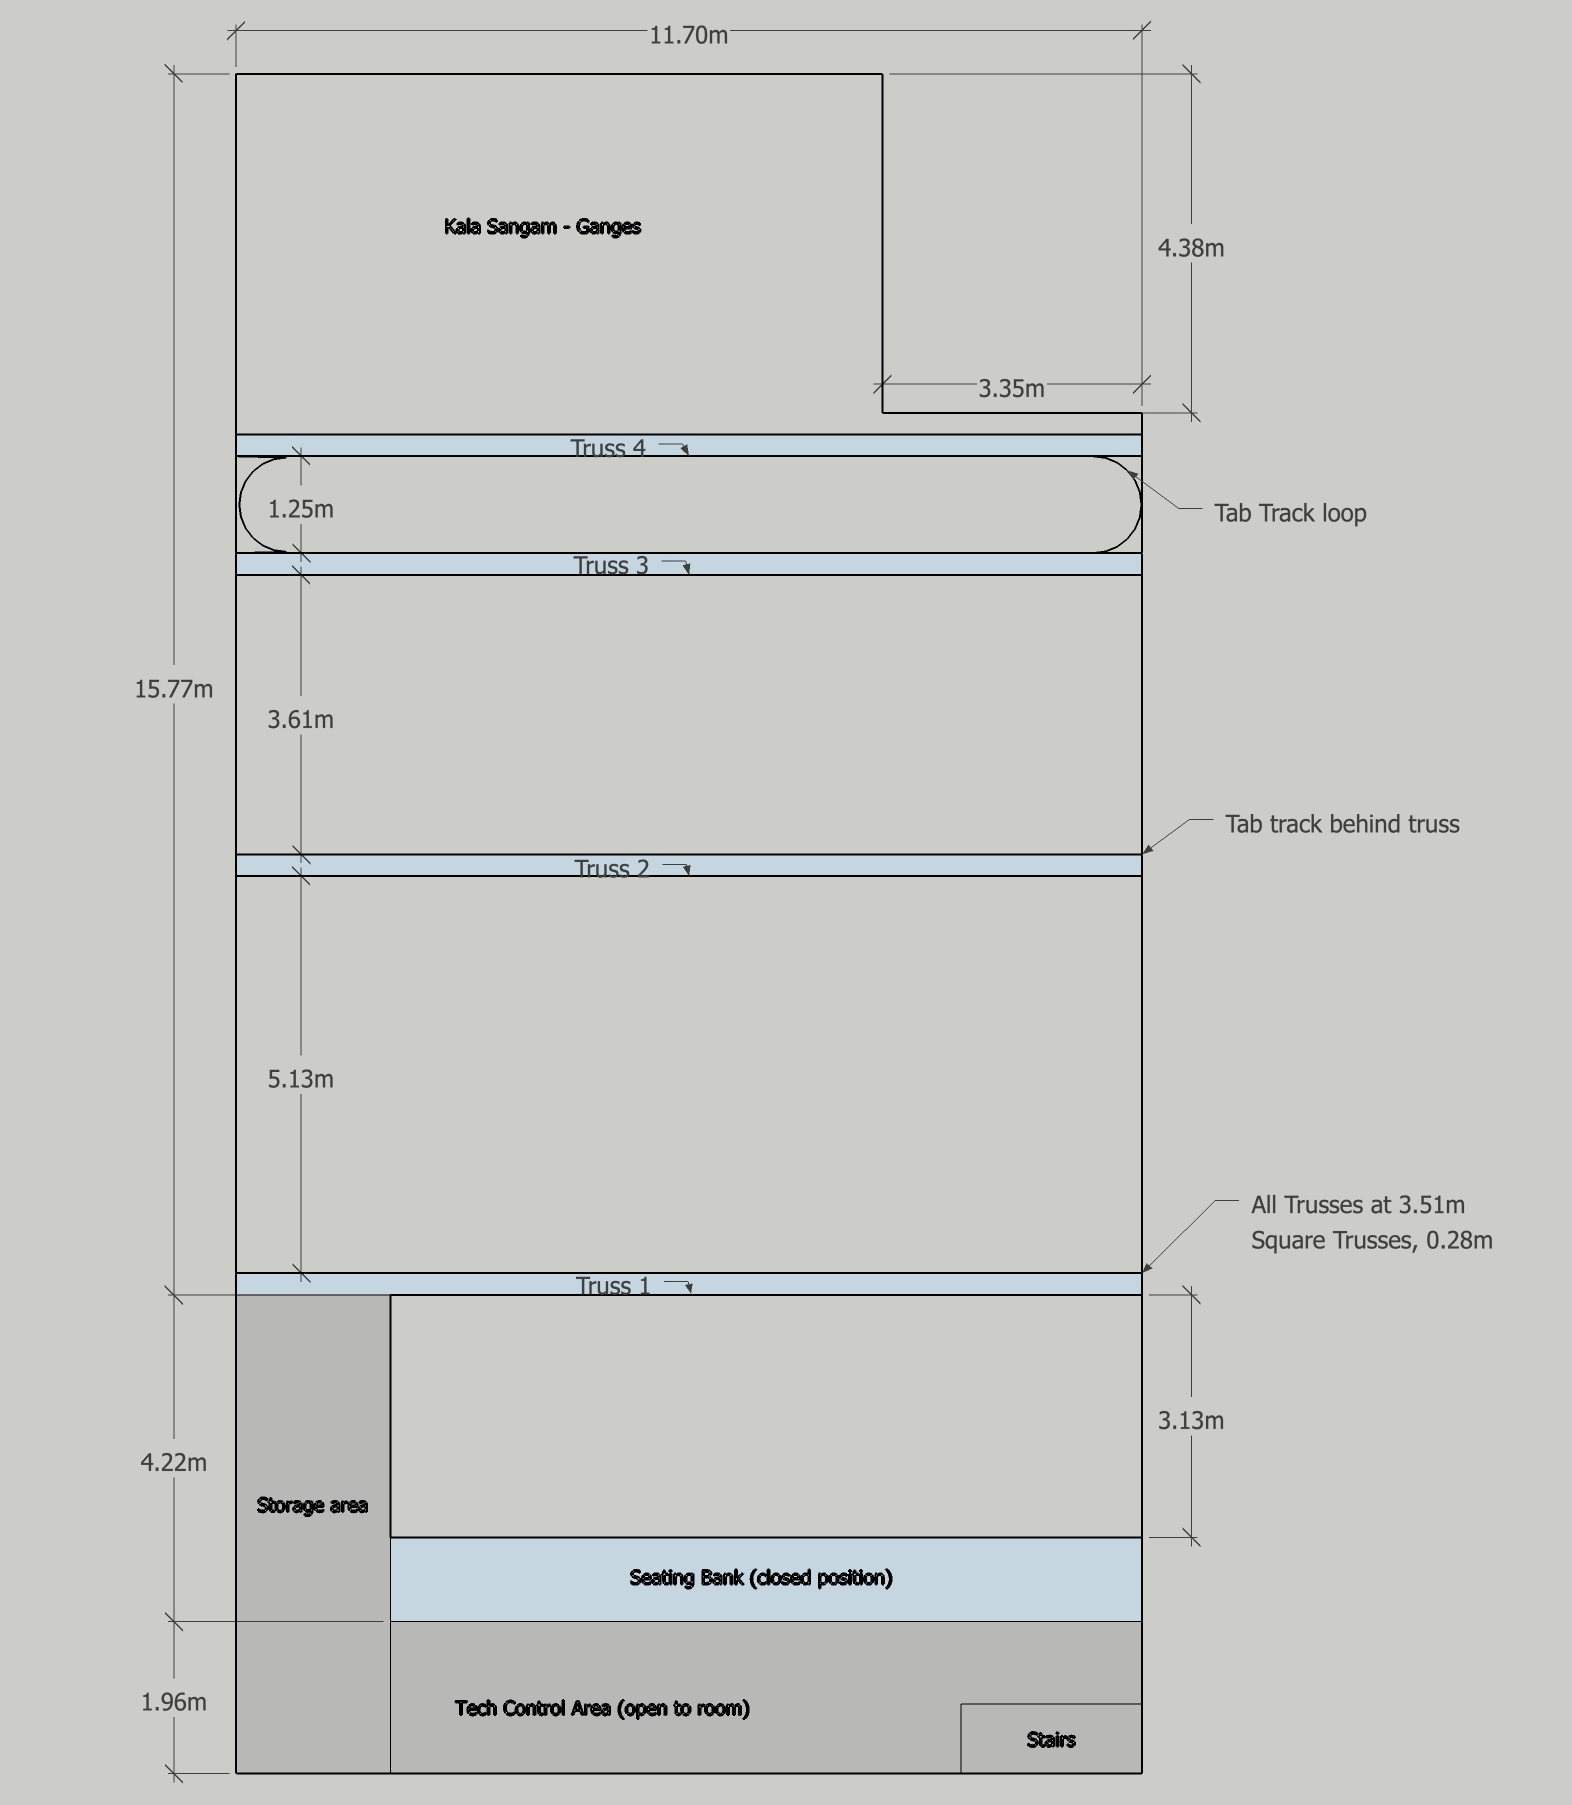 11.70m
Kala Sangam - Ganges
4.38m
3.35m
Truss 4
1.25m
Tab Track loop
Truss 3
15.77m
3.61m
Tab track behind truss
Truss 2
5.13m
All Trusses at 3.51m
Square Trusses, 0.28m
Truss 1
3.13m
4.22m
Storage area
Seating Bank (closed position)
1.96m
Tech Control Area (open to room)
Stairs